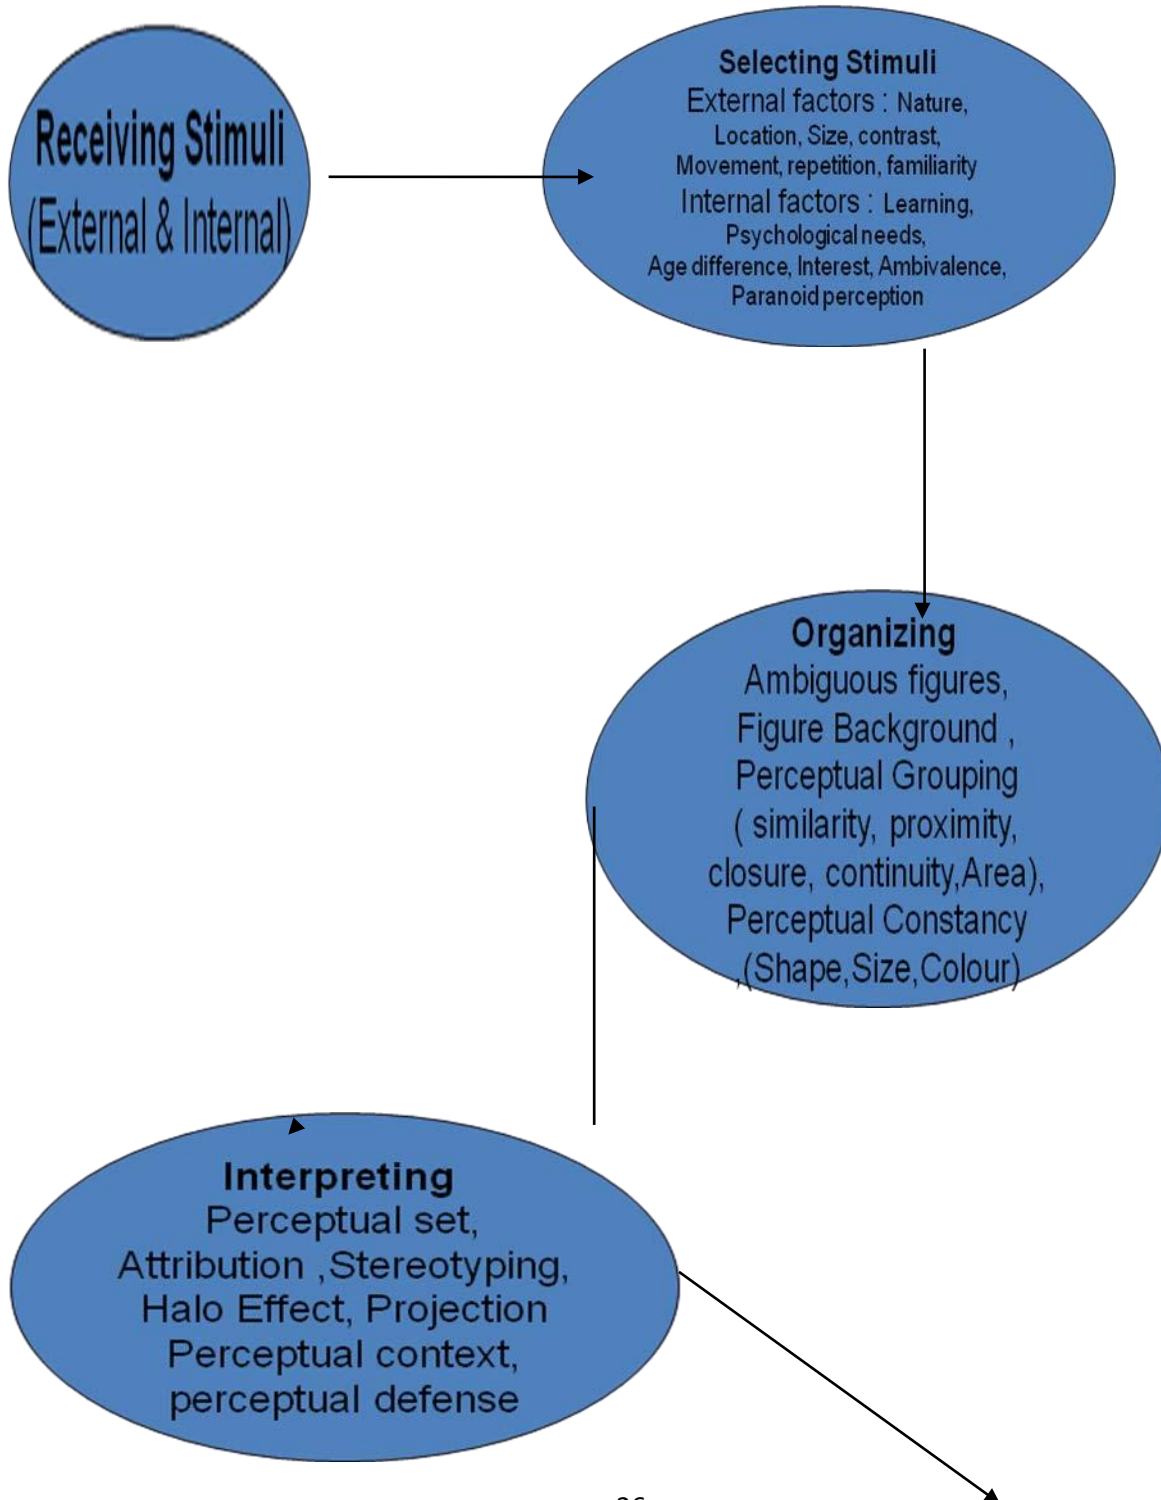 Receiving Stimuli
(External & Internal)
Selecting Stimuli
External factors : Nature,
Location, Size, contrast,
Movement, repetition, familiarity
Internal factors : Learning,
Psychological needs,
Age difference, Interest, Ambivalence,
Paranoid perception
Organizing
Ambiguous figures,
Figure Background ,
Perceptual Grouping
( similarity, proximity,
closure, continuity,Area),
Perceptual Constancy
,(Shape,Size,Colour)
Interpreting
Perceptual set,
Attribution ,Stereotyping,
Halo Effect, Projection
Perceptual context,
perceptual defense